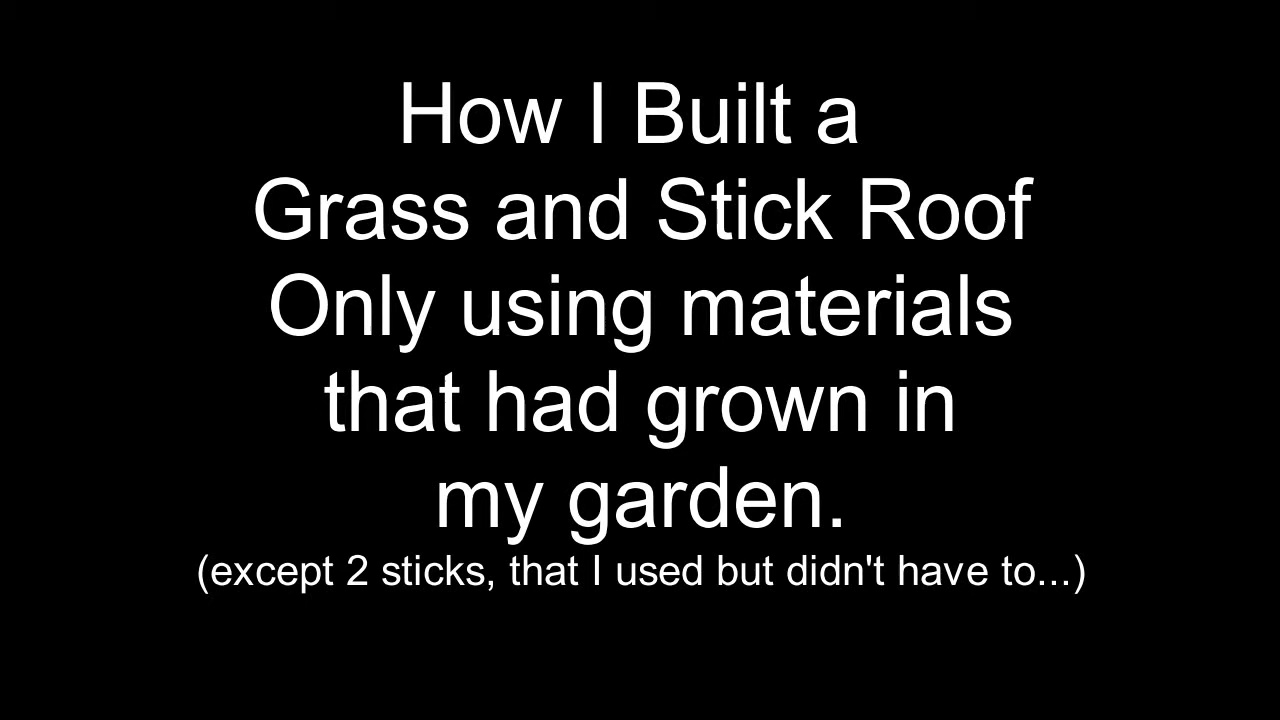 How I Built a
Grass and Stick Roof
Only using materials
that had grown in
my garden.
(except 2 sticks, that I used but didn't have to...)